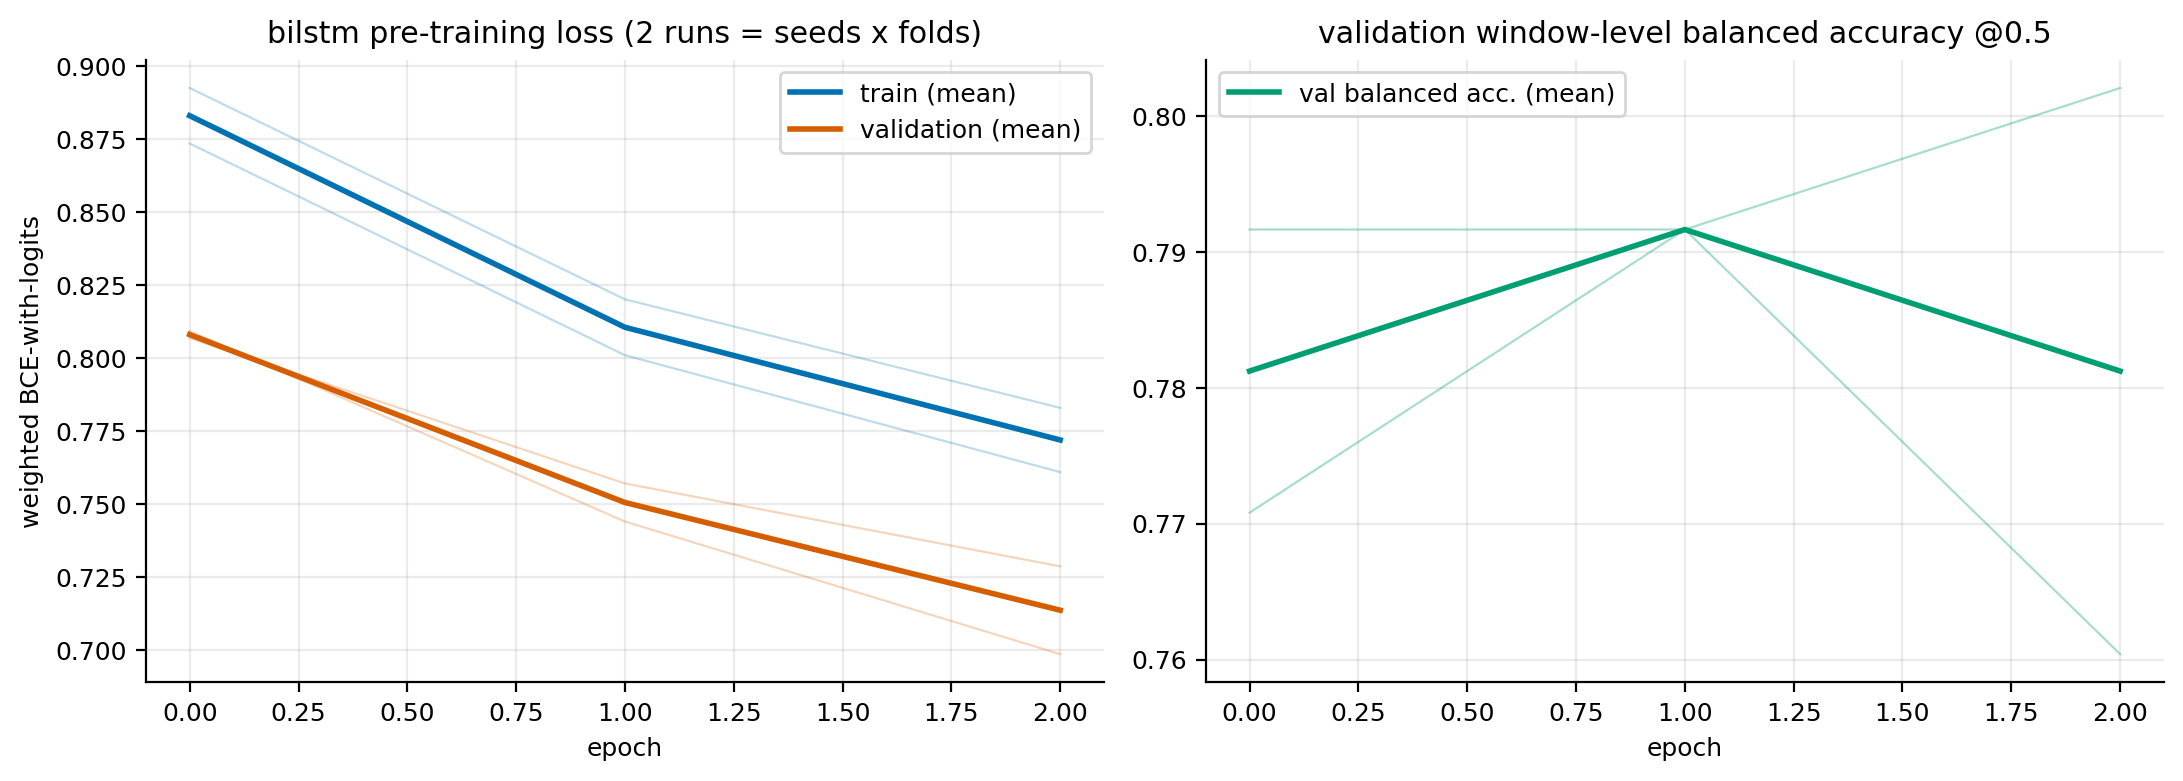 bilstm pre-training loss (2 runs = seeds x folds)
train (mean)
validation (mean)
weighted BCE-with-logits
0.900
0.875
0.850
0.825
0.800
0.775
0.750
0.725
0.700
0.00 0.25 0.50 0.75 1.00 1.25 1.50 1.75 2.00
epoch
validation window-level balanced accuracy @0.5
val balanced acc. (mean)
0.80
0.79
0.78
0.77
0.76
0.00 0.25 0.50 0.75 1.00 1.25 1.50 1.75 2.00
epoch